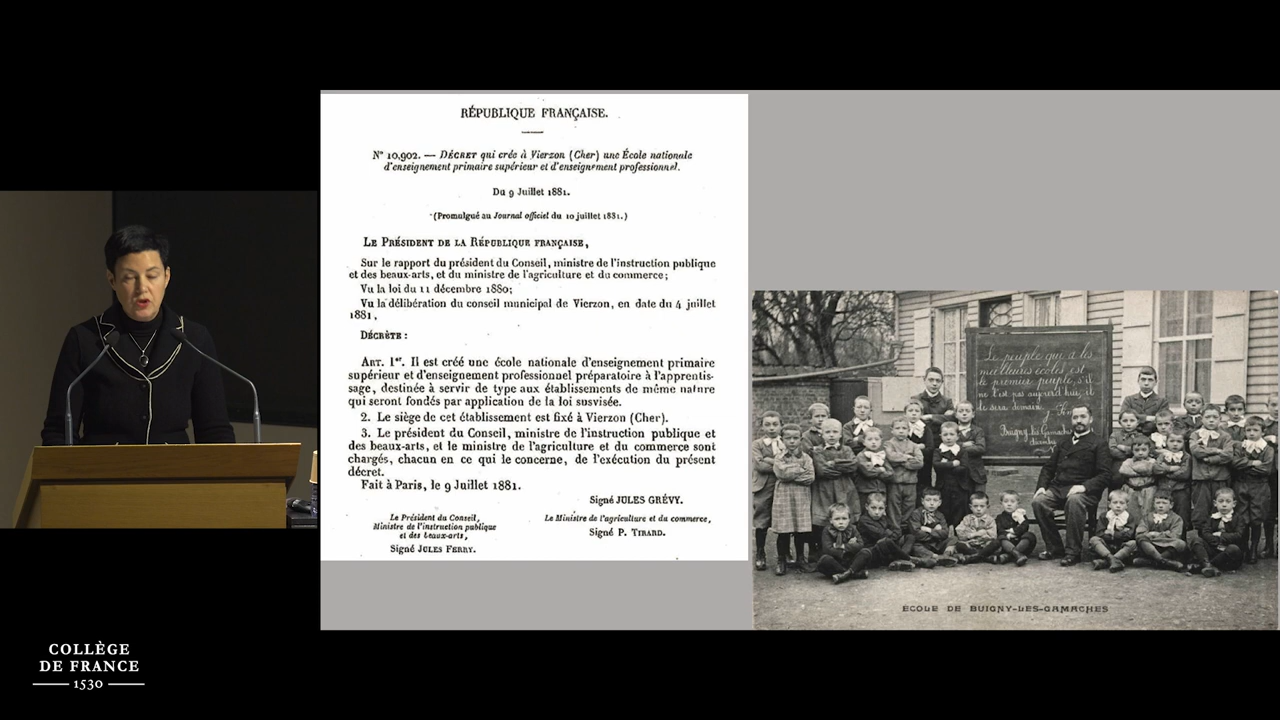 RÉPUBLIQUE FRANÇAISE.
N° 10,902. — DÉCRET qui crée à Vierzon (Cher) une École nationale
d'enseignement primaire supérieur et d'enseignement professionnel.
Du 9 Juillet 1881.
(Promulgué au Journal officiel du 10 juillet 1881.)
LE PRÉSIDENT DE LA RÉPUBLIQUE FRANÇAISE,
Sur le rapport du président du Conseil, ministre de l'instruction publique
et des beaux-arts, et du ministre de l'agriculture et du commerce;
Vu la loi du 11 décembre 1880;
Vu la délibération du conseil municipal de Vierzon, en date du 4 juillet
1881,
DÉCRÈTE :
ART. 1er. Il est créé une école nationale d'enseignement primaire
supérieur et d'enseignement professionnel préparatoire à l'apprentis-
sage, destinée à servir de type aux établissements de même nature
qui seront fondés par application de la loi susvisée.
2. Le siège de cet établissement est fixé à Vierzon (Cher).
3. Le président du Conseil, ministre de l'instruction publique et
des beaux-arts, et le ministre de l'agriculture et du commerce sont
chargés, chacun en ce qui le concerne, de l'exécution du présent
décret.
Fait à Paris, le 9 Juillet 1881.
Signé JULES GRÉVY.
Le Président du Conseil,
Ministre de l'instruction publique
et des beaux-arts,
Signé JULES FERRY.
Le Ministre de l'agriculture et du commerce,
Signé P. TIRARD.
Le peuple qui a les
meilleures écoles est
le premier peuple, s'il
ne l'est pas aujourd'hui, il
le sera demain.
Buigny les Gamaches
ÉCOLE DE BUIGNY-LES-GAMACHES
COLLÈGE
DE FRANCE
1530